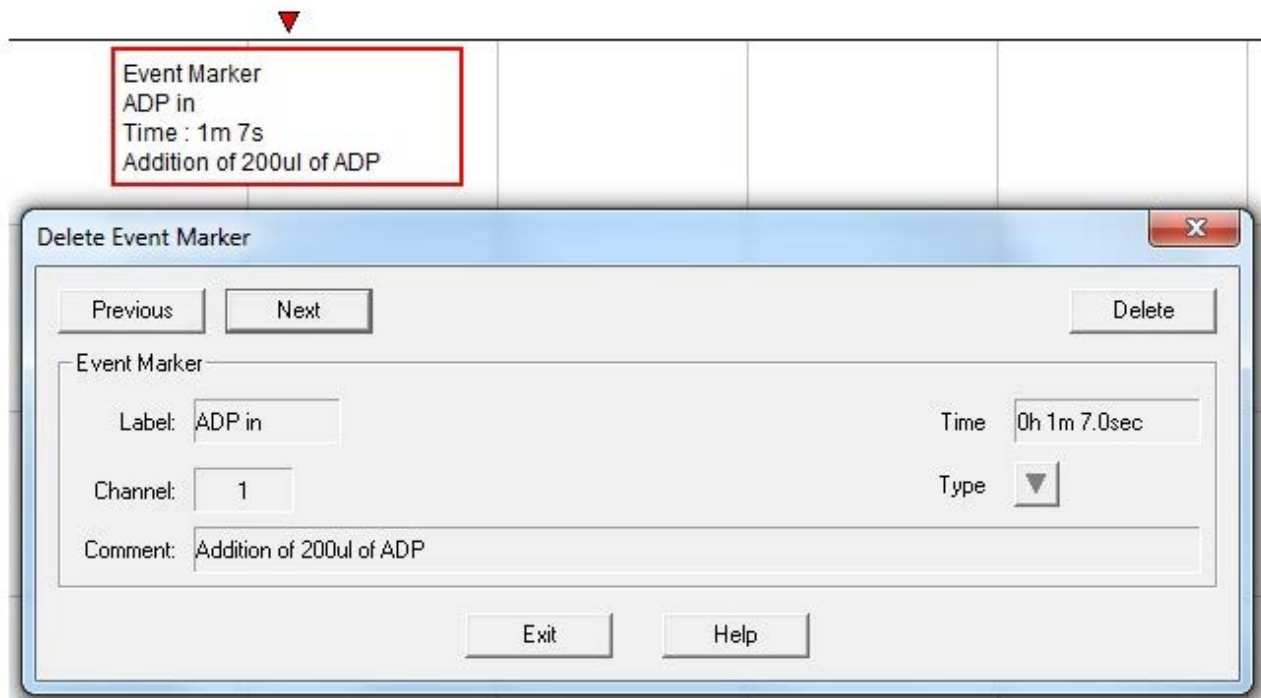 Event Marker
ADP in
Time : 1m 7s
Addition of 200ul of ADP
Delete Event Marker
Previous Next Delete
Event Marker
Label: ADP in Time 0h 1m 7.0sec
Channel: 1 Type
Comment: Addition of 200ul of ADP
Exit Help